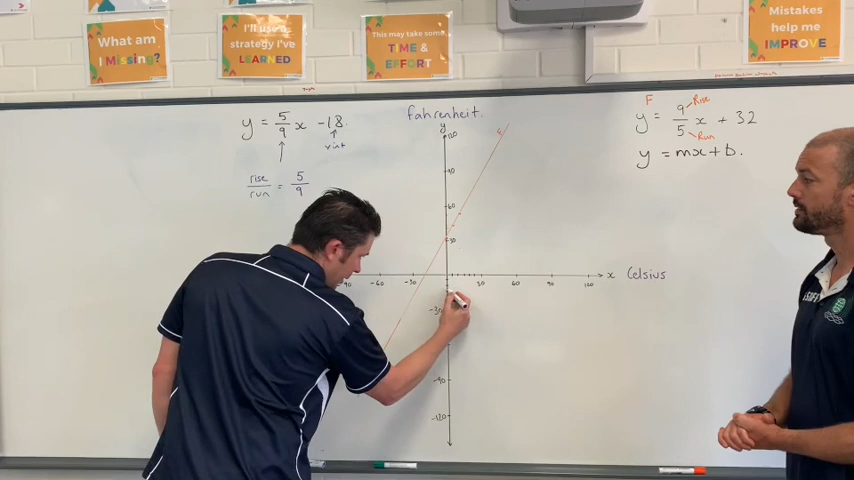 What am
I Missing?
I'll use a
strategy I've
LEARNED
This may take some
TIME &
EFFORT
Mistakes
help me
IMPROVE
y = 5/9 x -18
y int
rise/run = 5/9
Fahrenheit.
y
110
90
60
30
-90 -60 -30 30 60 90 120 x Celsius
-30
-90
-120
F
y = 9/5 x + 32
Rise
Run
y = mx + b.